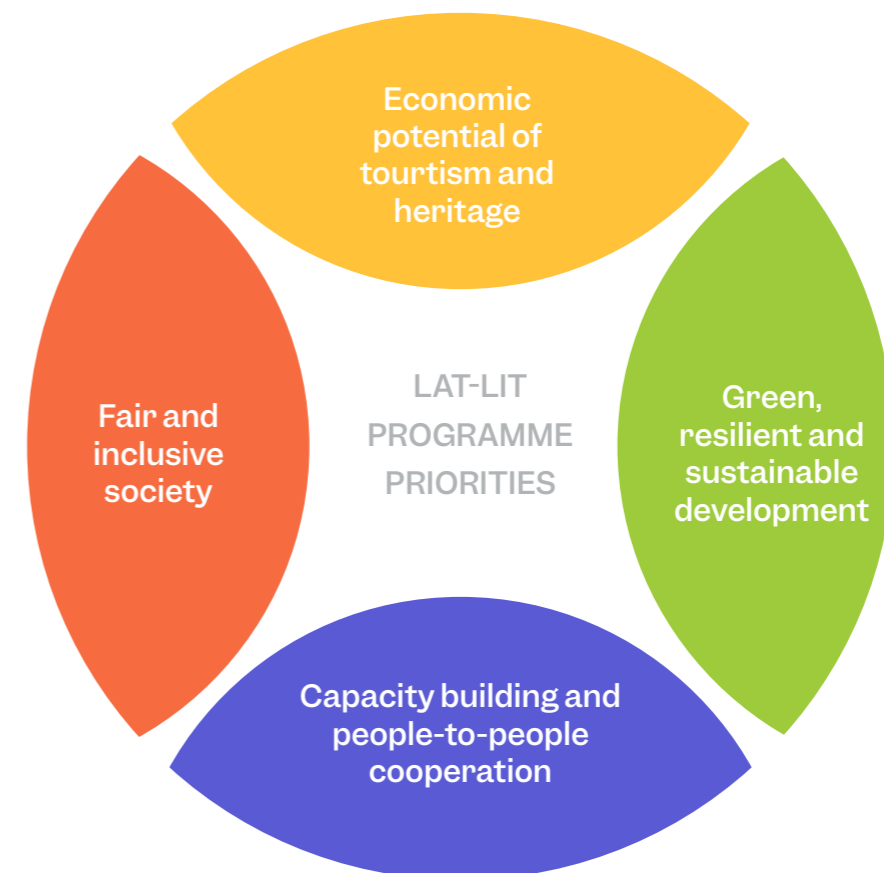 Economic
potential of
tourtism and
heritage
Fair and
inclusive
society
LAT-LIT
PROGRAMME
PRIORITIES
Green,
resilient and
sustainable
development
Capacity building and
people-to-people
cooperation